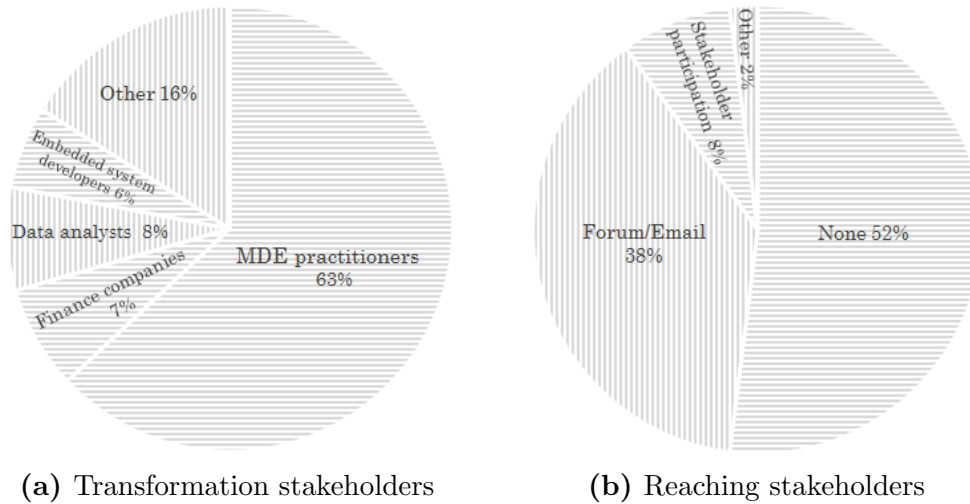 Other 16%
Embedded system
developers 6%
Data analysts 8%
Finance companies
7%
MDE practitioners
63%
(a) Transformation stakeholders
Other 2%
Stakeholder
participation 8%
Forum/Email
38%
None 52%
(b) Reaching stakeholders